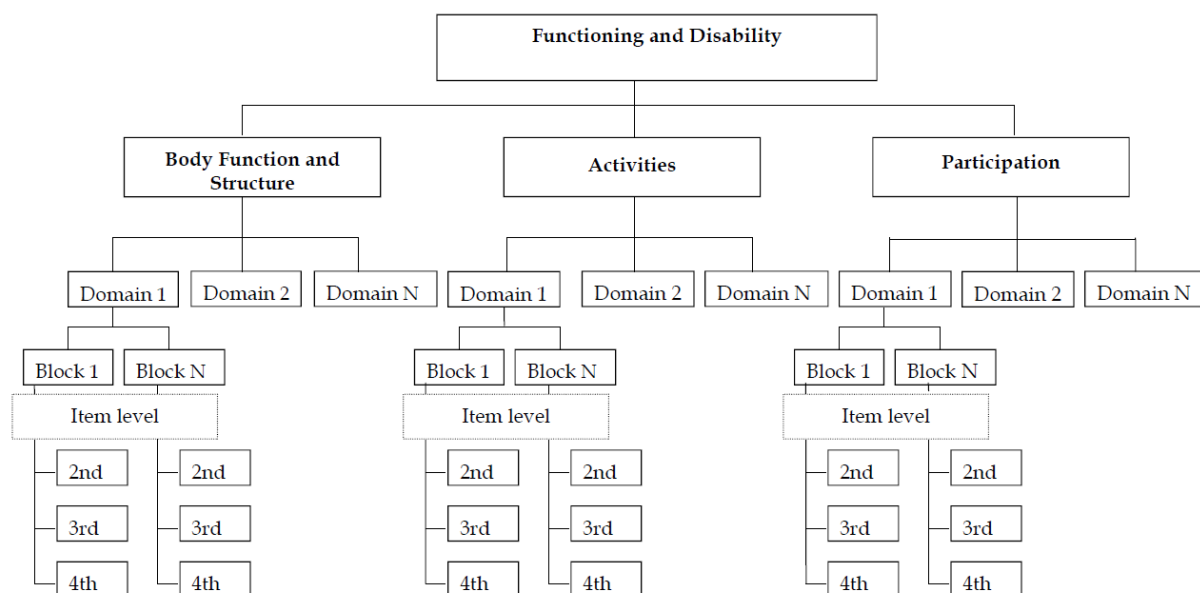 Functioning and Disability
Body Function and
Structure
Activities
Participation
Domain 1
Domain 2
Domain N
Domain 1
Domain 2
Domain N
Domain 1
Domain 2
Domain N
Block 1
Block N
Block 1
Block N
Block 1
Block N
Item level
Item level
Item level
2nd
2nd
2nd
2nd
2nd
2nd
3rd
3rd
3rd
3rd
3rd
3rd
4th
4th
4th
4th
4th
4th